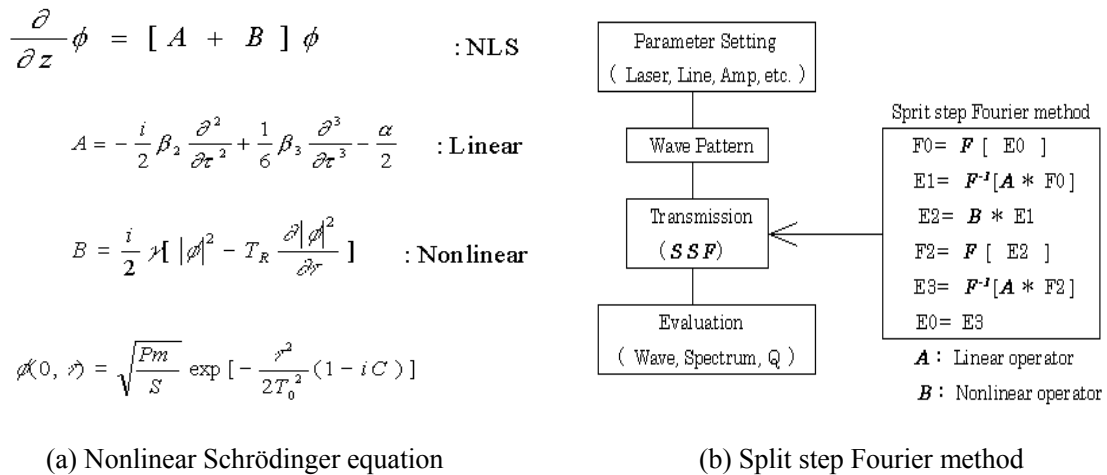 ∂/∂z ϕ = [ A + B ] ϕ :NLS
A = - i/2 β₂ ∂²/∂τ² + 1/6 β₃ ∂³/∂τ³ - α/2 :Linear
B = i/2 γ[ |ϕ|² - T_R ∂|ϕ|²/∂τ ] :Nonlinear
ϕ(0, τ) = √(Pm/S) exp [ - τ²/2T₀² (1 - iC ) ]
(a) Nonlinear Schrödinger equation
Parameter Setting
( Laser, Line, Amp, etc. )
Wave Pattern
Transmission
(SSF)
Evaluation
( Wave, Spectrum, Q )
Sprit step Fourier method
F0= F [ E0 ]
E1= F⁻¹[A * F0]
E2= B * E1
F2= F [ E2 ]
E3= F⁻¹[A * F2]
E0= E3
A : Linear operator
B : Nonlinear operator
(b) Split step Fourier method